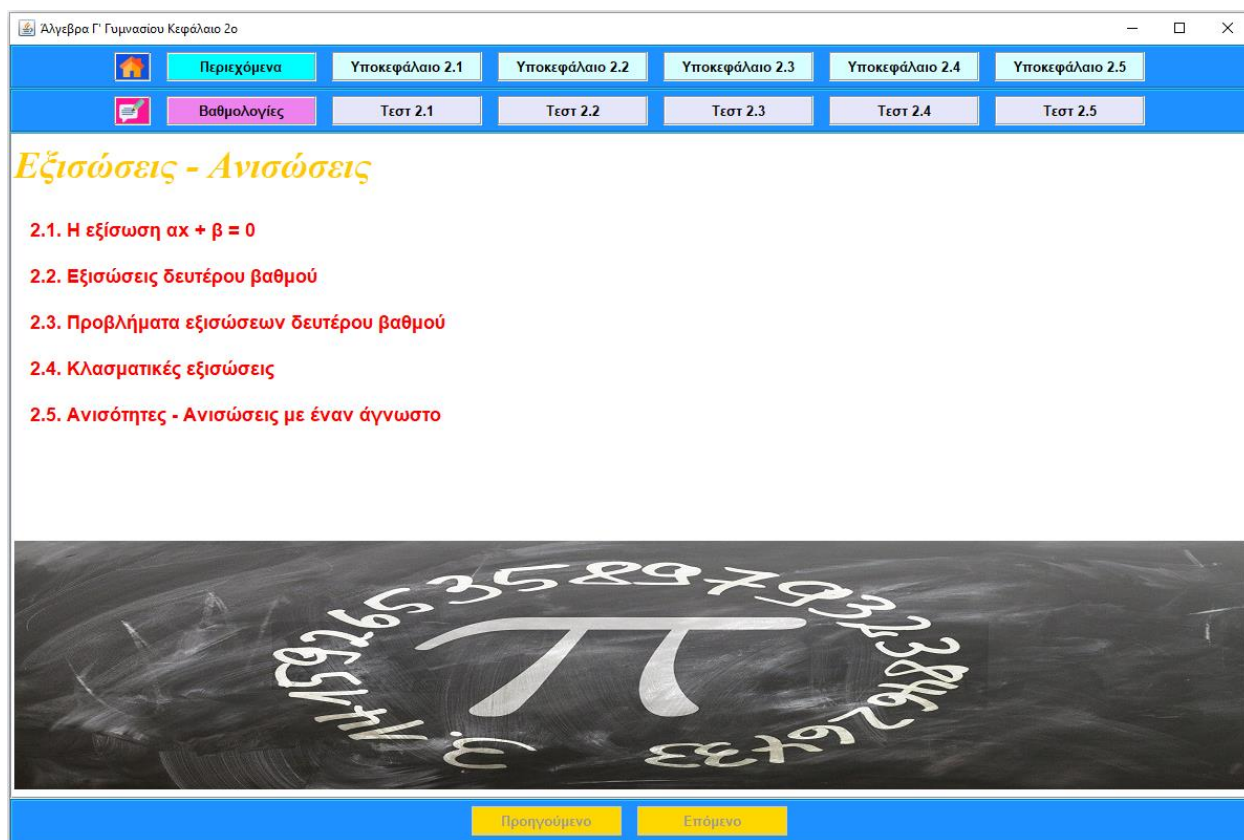 Άλγεβρα Γ' Γυμνασίου Κεφάλαιο 2ο
Περιεχόμενα Υποκεφάλαιο 2.1 Υποκεφάλαιο 2.2 Υποκεφάλαιο 2.3 Υποκεφάλαιο 2.4 Υποκεφάλαιο 2.5
Βαθμολογίες Τεστ 2.1 Τεστ 2.2 Τεστ 2.3 Τεστ 2.4 Τεστ 2.5
Εξισώσεις - Ανισώσεις
2.1. Η εξίσωση αx + β = 0
2.2. Εξισώσεις δευτέρου βαθμού
2.3. Προβλήματα εξισώσεων δευτέρου βαθμού
2.4. Κλασματικές εξισώσεις
2.5. Ανισότητες - Ανισώσεις με έναν άγνωστο
3.1415926535897932384626433
π
Προηγούμενο Επόμενο